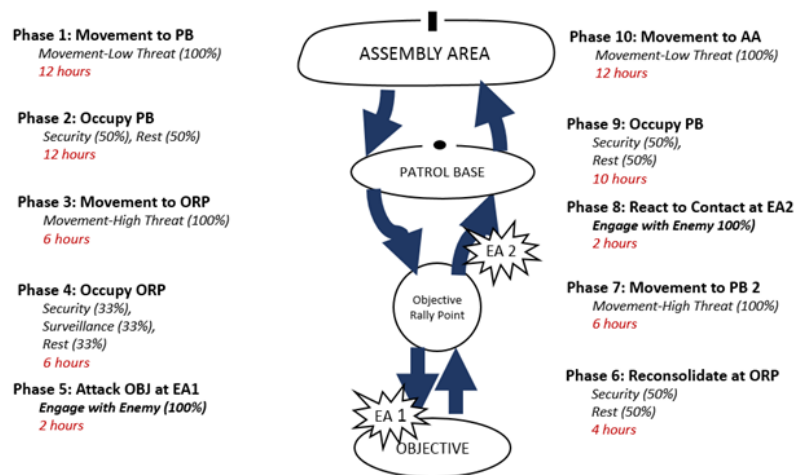 Phase 1: Movement to PB
Movement-Low Threat (100%)
12 hours
Phase 2: Occupy PB
Security (50%), Rest (50%)
12 hours
Phase 3: Movement to ORP
Movement-High Threat (100%)
6 hours
Phase 4: Occupy ORP
Security (33%),
Surveillance (33%),
Rest (33%)
6 hours
Phase 5: Attack OBJ at EA1
Engage with Enemy (100%)
2 hours
ASSEMBLY AREA
PATROL BASE
EA 2
Objective
Rally Point
EA 1
OBJECTIVE
Phase 10: Movement to AA
Movement-Low Threat (100%)
12 hours
Phase 9: Occupy PB
Security (50%),
Rest (50%)
10 hours
Phase 8: React to Contact at EA2
Engage with Enemy 100%)
2 hours
Phase 7: Movement to PB 2
Movement-High Threat (100%)
6 hours
Phase 6: Reconsolidate at ORP
Security (50%)
Rest (50%)
4 hours